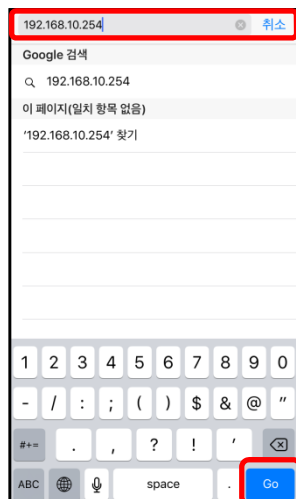 192.168.10.254 취소
Google 검색
192.168.10.254
이 페이지(일치 항목 없음)
‘192.168.10.254’ 찾기
1 2 3 4 5 6 7 8 9 0
- / : ; ( ) $ & @ "
#+= . , ? ! ′
ABC space . Go